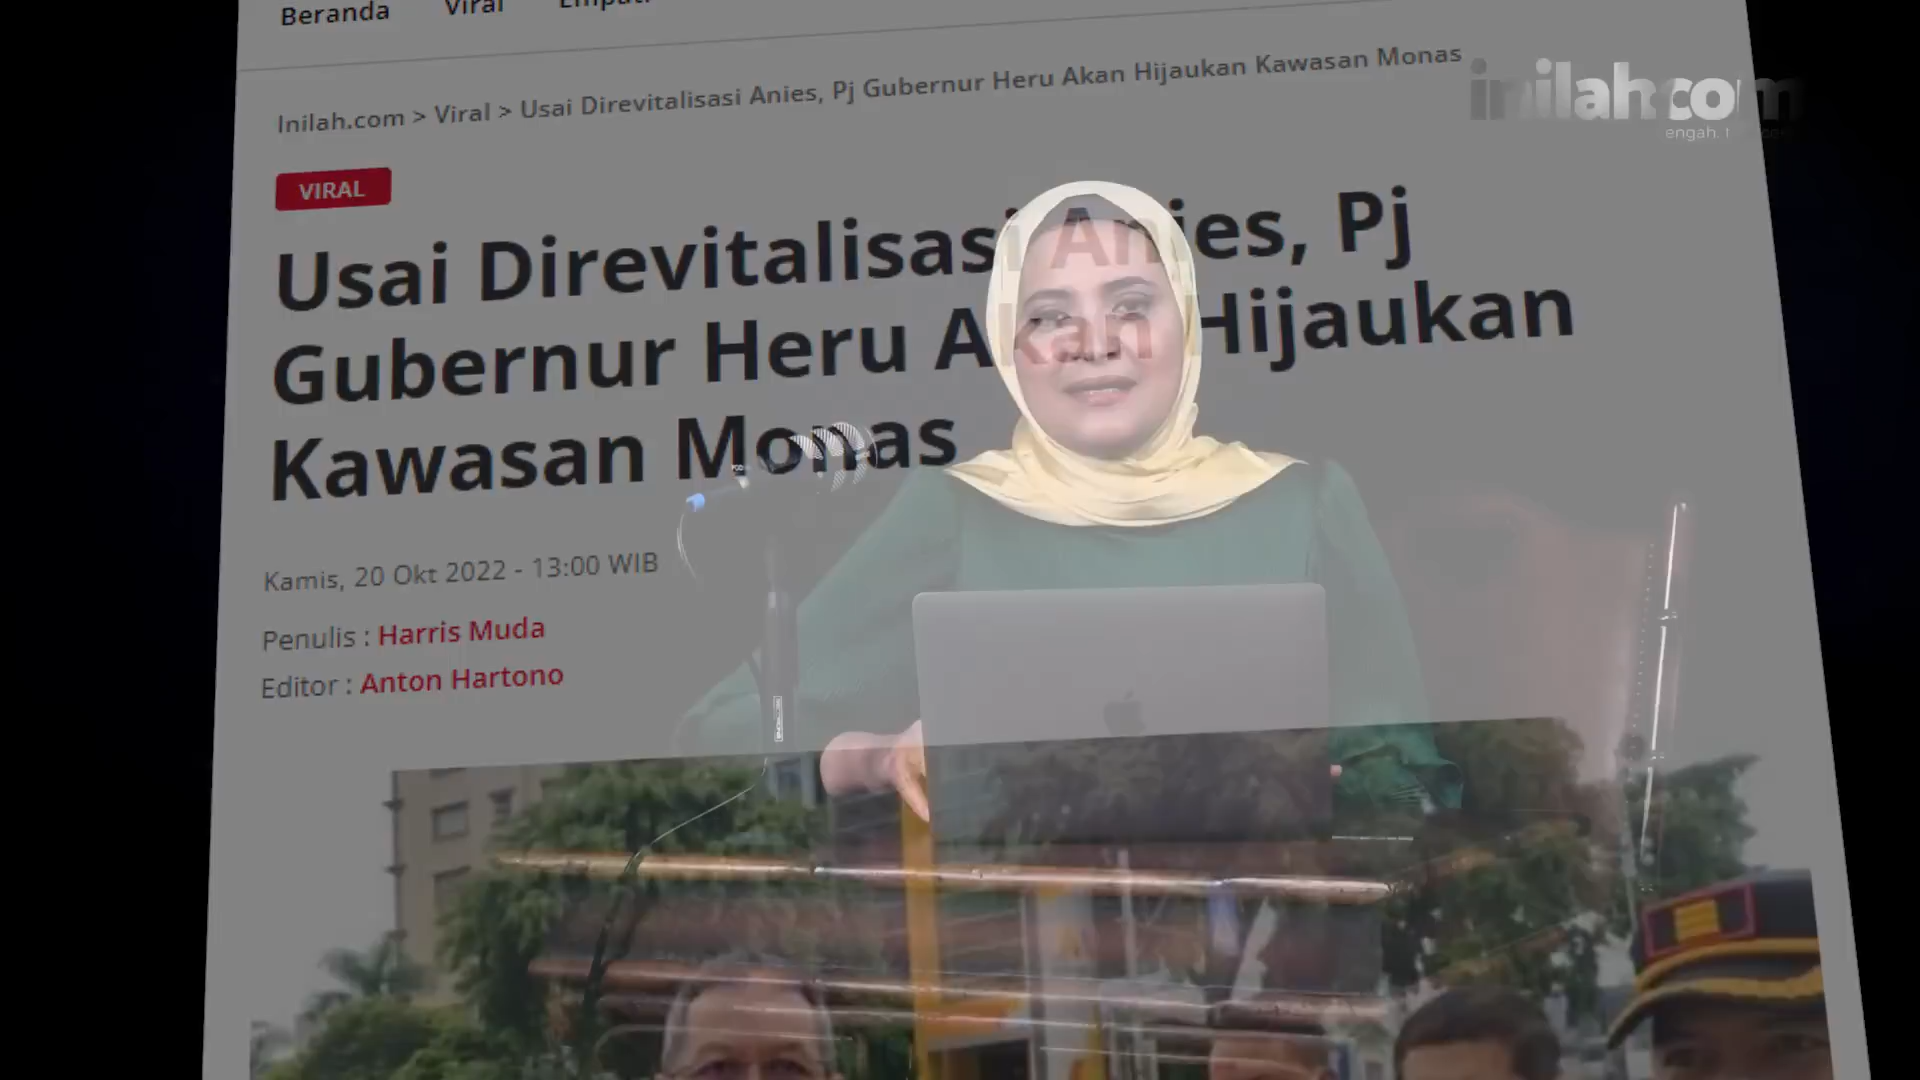 Beranda Viral
Inilah.com > Viral > Usai Direvitalisasi Anies, Pj Gubernur Heru Akan Hijaukan Kawasan Monas
inilah.com
VIRAL
Usai Direvitalisasi Anies, Pj
Gubernur Heru Akan Hijaukan
Kawasan Monas
Kamis, 20 Okt 2022 - 13:00 WIB
Penulis : Harris Muda
Editor : Anton Hartono